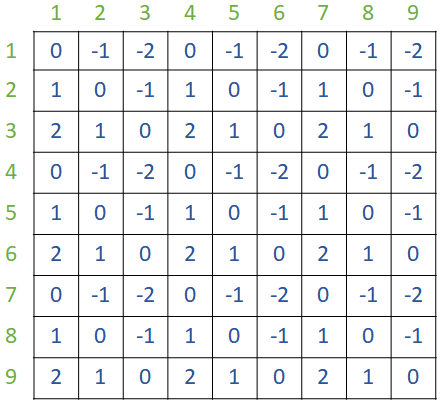 1 2 3 4 5 6 7 8 9
1 0 -1 -2 0 -1 -2 0 -1 -2
2 1 0 -1 1 0 -1 1 0 -1
3 2 1 0 2 1 0 2 1 0
4 0 -1 -2 0 -1 -2 0 -1 -2
5 1 0 -1 1 0 -1 1 0 -1
6 2 1 0 2 1 0 2 1 0
7 0 -1 -2 0 -1 -2 0 -1 -2
8 1 0 -1 1 0 -1 1 0 -1
9 2 1 0 2 1 0 2 1 0